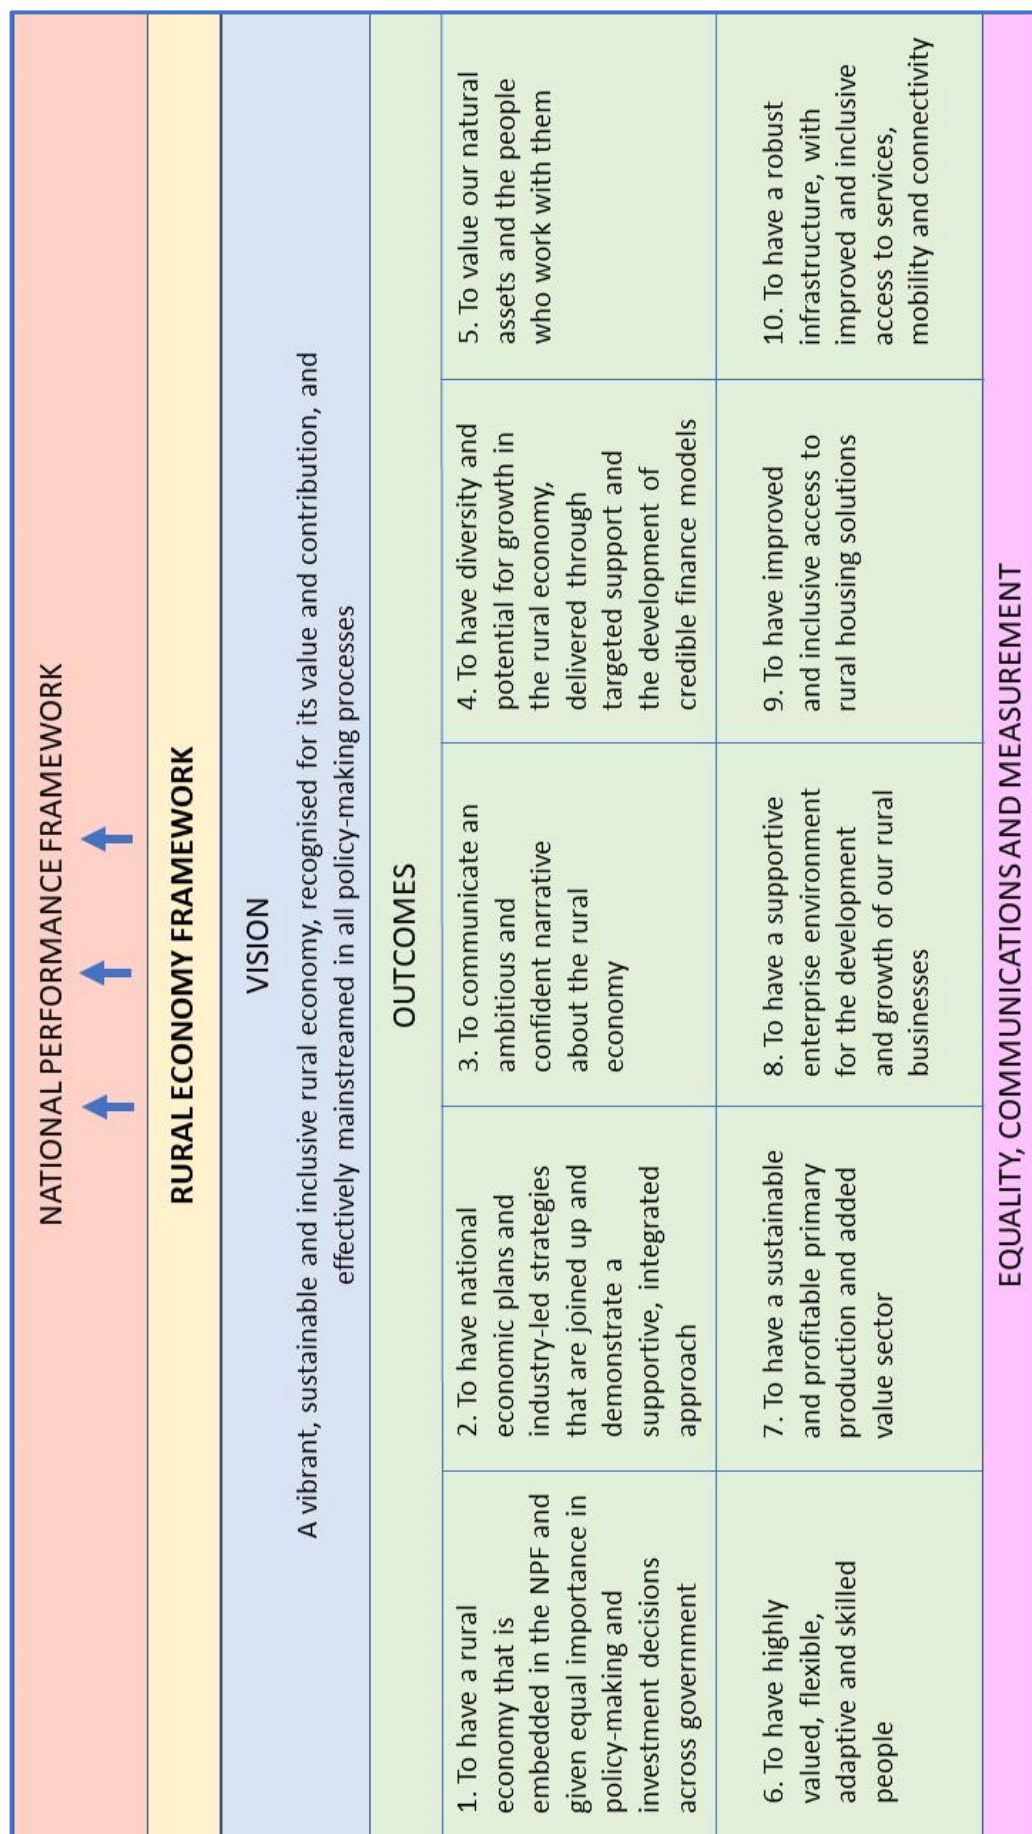 NATIONAL PERFORMANCE FRAMEWORK
RURAL ECONOMY FRAMEWORK
VISION
A vibrant, sustainable and inclusive rural economy, recognised for its value and contribution, and
effectively mainstreamed in all policy-making processes
OUTCOMES
1. To have a rural
economy that is
embedded in the NPF and
given equal importance in
policy-making and
investment decisions
across government
2. To have national
economic plans and
industry-led strategies
that are joined up and
demonstrate a
supportive, integrated
approach
3. To communicate an
ambitious and
confident narrative
about the rural
economy
4. To have diversity and
potential for growth in
the rural economy,
delivered through
targeted support and
the development of
credible finance models
5. To value our natural
assets and the people
who work with them
6. To have highly
valued, flexible,
adaptive and skilled
people
7. To have a sustainable
and profitable primary
production and added
value sector
8. To have a supportive
enterprise environment
for the development
and growth of our rural
businesses
9. To have improved
and inclusive access to
rural housing solutions
10. To have a robust
infrastructure, with
improved and inclusive
access to services,
mobility and connectivity
EQUALITY, COMMUNICATIONS AND MEASUREMENT